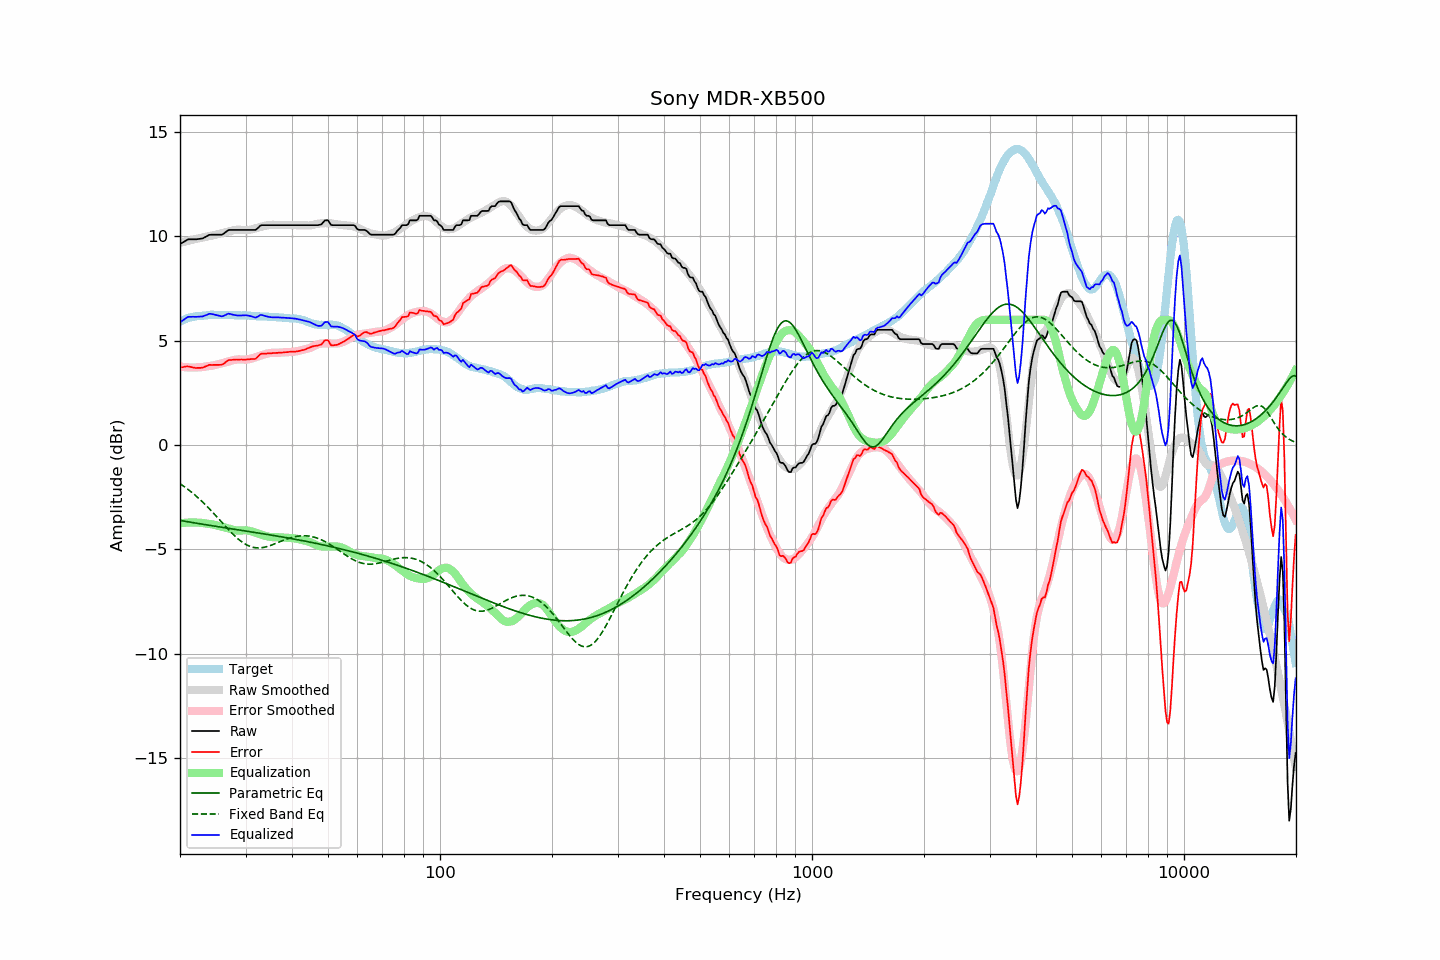 Sony MDR-XB500
15
10
5
0
−5
−10
−15
Amplitude (dBr)
Target
Raw Smoothed
Error Smoothed
Raw
Error
Equalization
Parametric Eq
Fixed Band Eq
Equalized
100
1000
10000
Frequency (Hz)